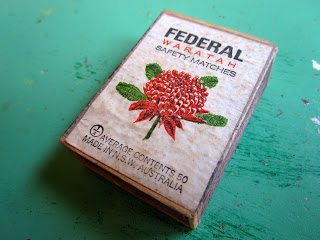 FEDERAL
WARATAH
SAFETY MATCHES
AVERAGE CONTENTS 50
MADE IN N.S.W. AUSTRALIA